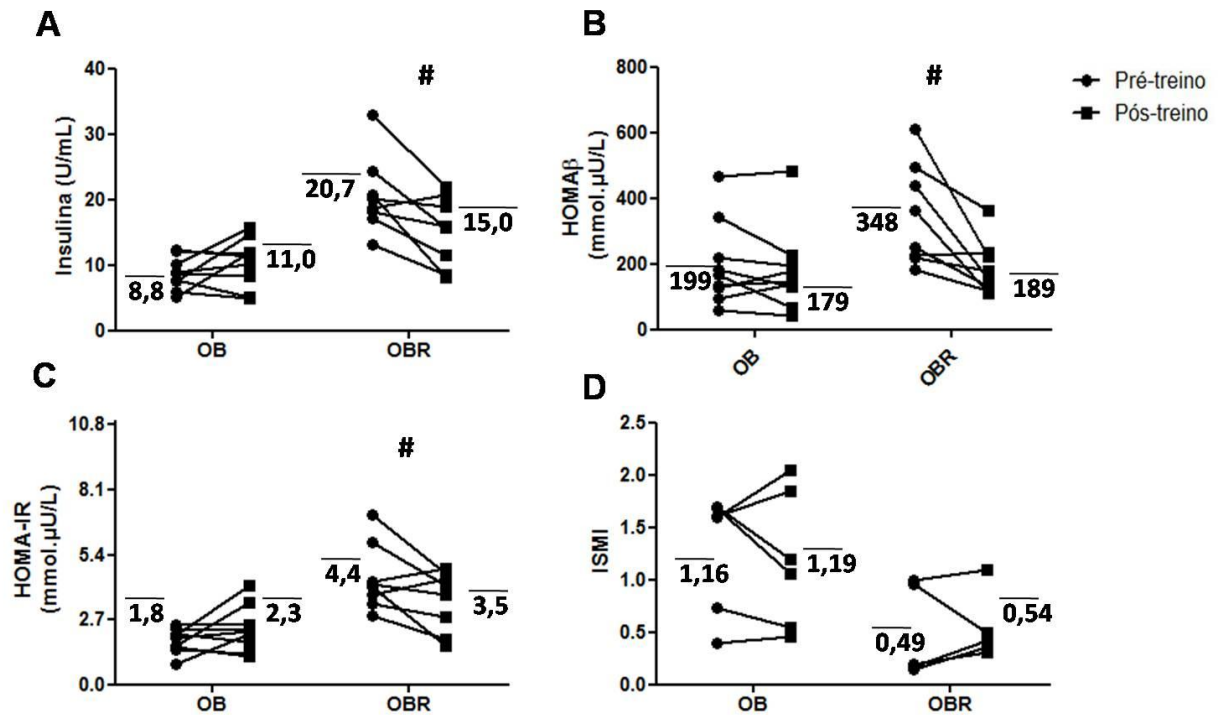 A
Insulina (U/mL)
40
30
20
10
0
#
8,8
11,0
20,7
15,0
OB
OBR
B
HOMAβ
(mmol.µU/L)
800
600
400
200
0
#
199
179
348
189
OB
OBR
Pré-treino
Pós-treino
C
HOMA-IR
(mmol.µU/L)
10.8
8.1
5.4
2.7
0.0
#
1,8
2,3
4,4
3,5
OB
OBR
D
ISMI
2.5
2.0
1.5
1.0
0.5
0.0
1,16
1,19
0,49
0,54
OB
OBR